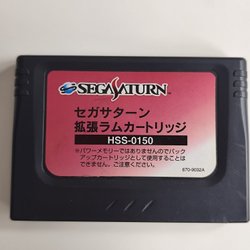 SEGASATURN
セガサターン
拡張ラムカートリッジ
HSS-0150
※パワーメモリーではありませんのでバック
アップカートリッジとして使用することは
できません。ご注意ください。
670-9032A